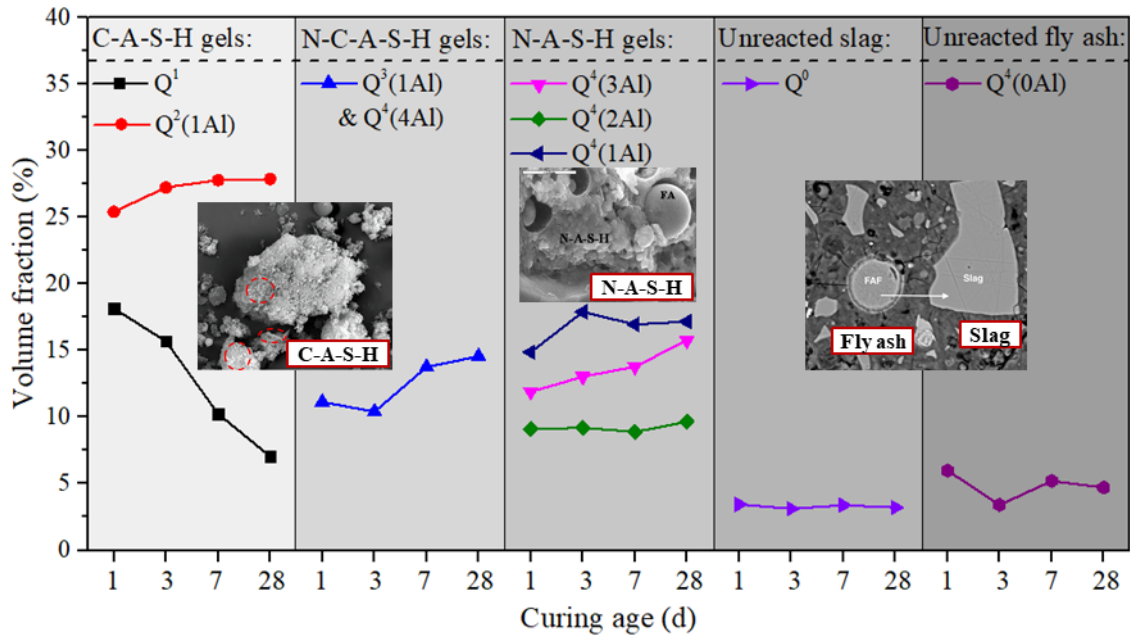 Volume fraction (%)
40
35
30
25
20
15
10
5
0
C-A-S-H gels:
Q¹
Q²(1Al)
C-A-S-H
1 3 7 28
N-C-A-S-H gels:
Q³(1Al)
& Q⁴(4Al)
1 3 7 28
N-A-S-H gels:
Q⁴(3Al)
Q⁴(2Al)
Q⁴(1Al)
FA
N-A-S-H
N-A-S-H
1 3 7 28
Unreacted slag:
Q⁰
FAF
Slag
Fly ash
Slag
1 3 7 28
Unreacted fly ash:
Q⁴(0Al)
1 3 7 28
Curing age (d)